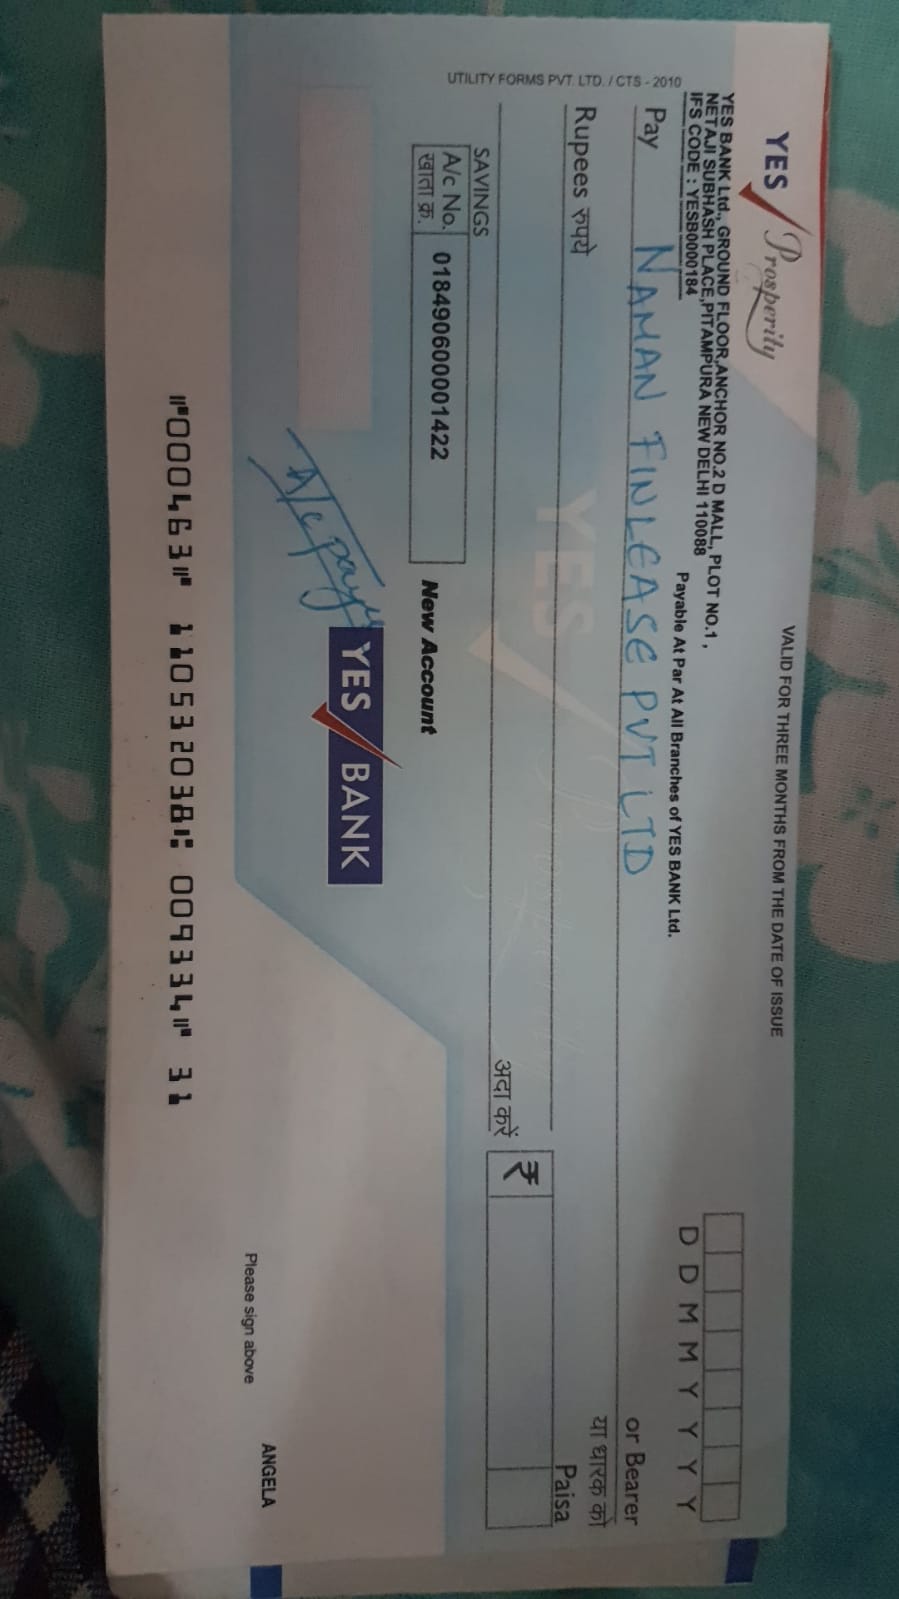 YES Prosperity
VALID FOR THREE MONTHS FROM THE DATE OF ISSUE
YES BANK Ltd., GROUND FLOOR,ANCHOR NO.2 D MALL, PLOT NO.1 ,
NETAJI SUBHASH PLACE,PITAMPURA NEW DELHI 110088
IFS CODE : YESB0000184
Payable At Par At All Branches of YES BANK Ltd.
D D M M Y Y Y Y
UTILITY FORMS PVT. LTD. / CTS - 2010
Pay NAMAN FINLEASE PVT LTD or Bearer
या धारक को
Rupees रुपये Paisa
YES
अदा करें ₹
SAVINGS
A/c No. 018490600001422
खाता क्र.
New Account
A/c payee
YES BANK
Please sign above
ANGELA
⑈000463⑈ 110532038⑆ 009334⑈ 31